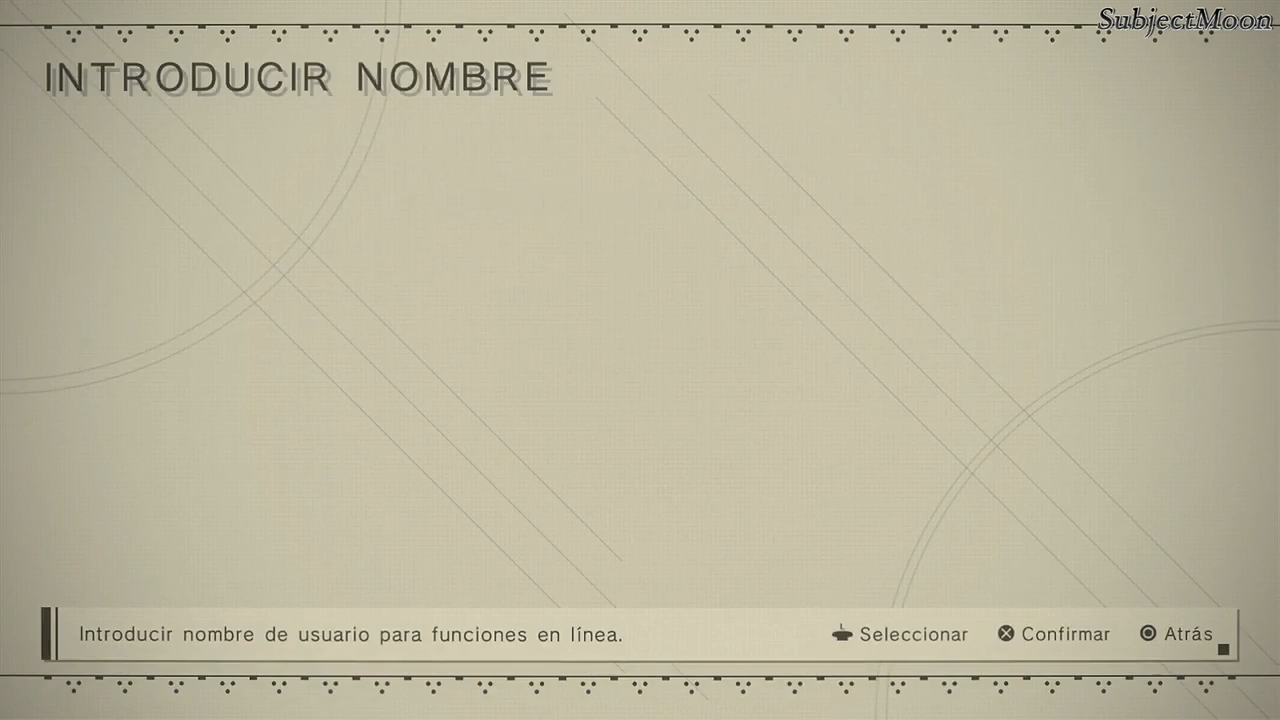 SubjectMoon
INTRODUCIR NOMBRE
Introducir nombre de usuario para funciones en línea.
Seleccionar
Confirmar
Atrás